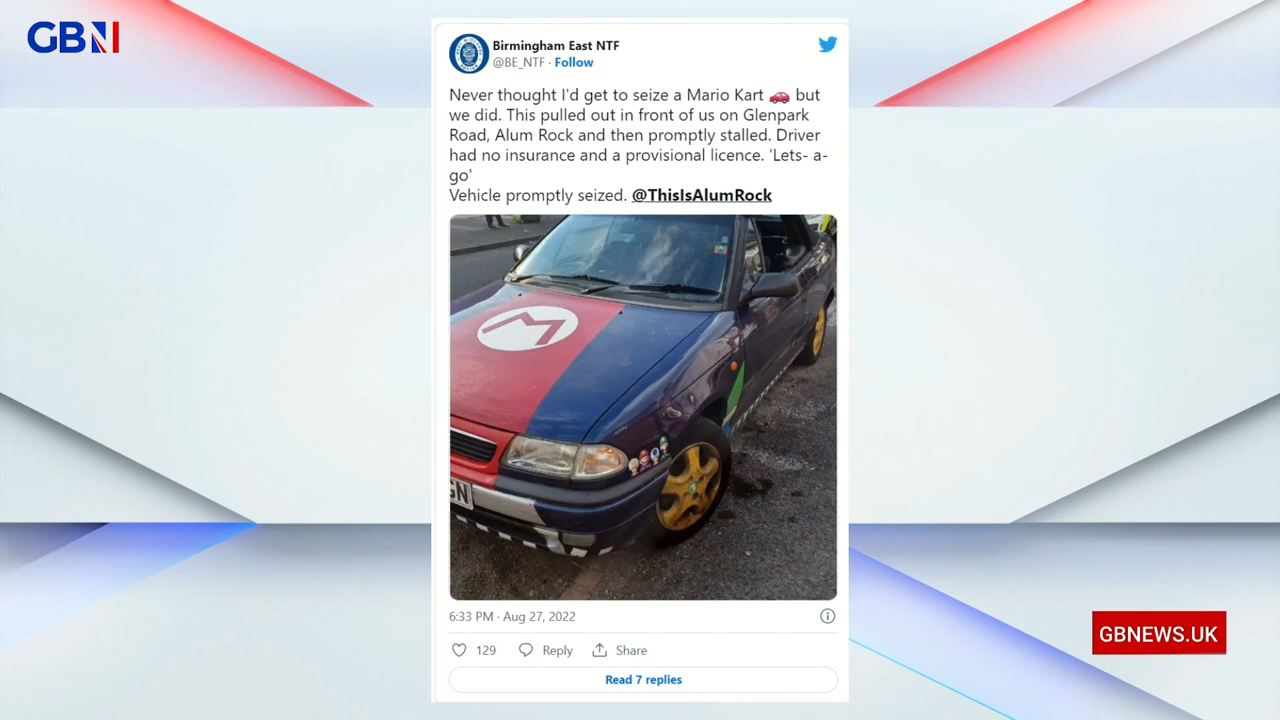 GBN
Birmingham East NTF
@BE_NTF · Follow
Never thought I'd get to seize a Mario Kart 🚗 but
we did. This pulled out in front of us on Glenpark
Road, Alum Rock and then promptly stalled. Driver
had no insurance and a provisional licence. 'Lets- a-
go'
Vehicle promptly seized. @ThisIsAlumRock
M
GN
6:33 PM · Aug 27, 2022
129 Reply Share
Read 7 replies
GBNEWS.UK